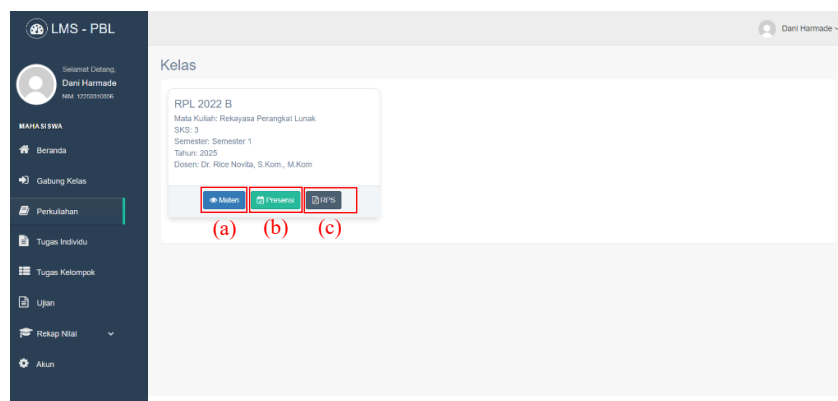 LMS - PBL
Dani Harmade
Selamat Datang,
Dani Harmade
NIM. 12250310356
MAHASISWA
Beranda
Gabung Kelas
Perkuliahan
Tugas Individu
Tugas Kelompok
Ujian
Rekap Nilai
Akun
Kelas
RPL 2022 B
Mata Kuliah: Rekayasa Perangkat Lunak
SKS: 3
Semester: Semester 1
Tahun: 2025
Dosen: Dr. Rice Novita, S.Kom., M.Kom
Materi Presensi RPS
(a) (b) (c)